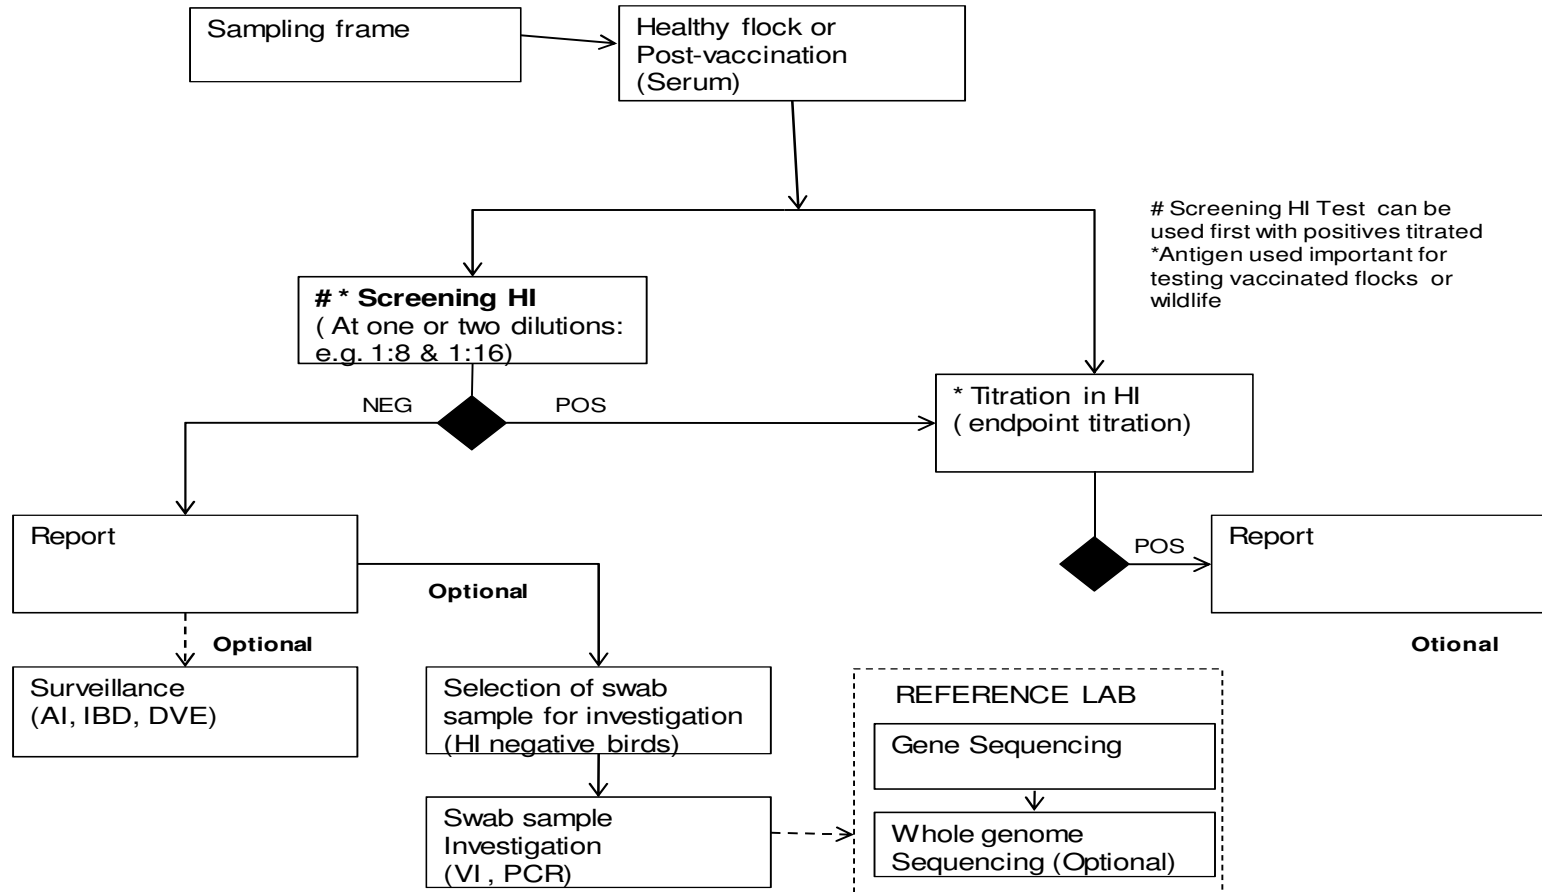 Sampling frame
Healthy flock or
Post-vaccination
(Serum)
# Screening HI Test can be
used first with positives titrated
*Antigen used important for
testing vaccinated flocks or
wildlife
# * Screening HI
( At one or two dilutions:
e.g. 1:8 & 1:16)
* Titration in HI
( endpoint titration)
NEG
POS
Report
POS
Report
Optional
Optional
Otional
Surveillance
(AI, IBD, DVE)
Selection of swab
sample for investigation
(HI negative birds)
REFERENCE LAB
Gene Sequencing
Swab sample
Investigation
(VI , PCR)
Whole genome
Sequencing (Optional)